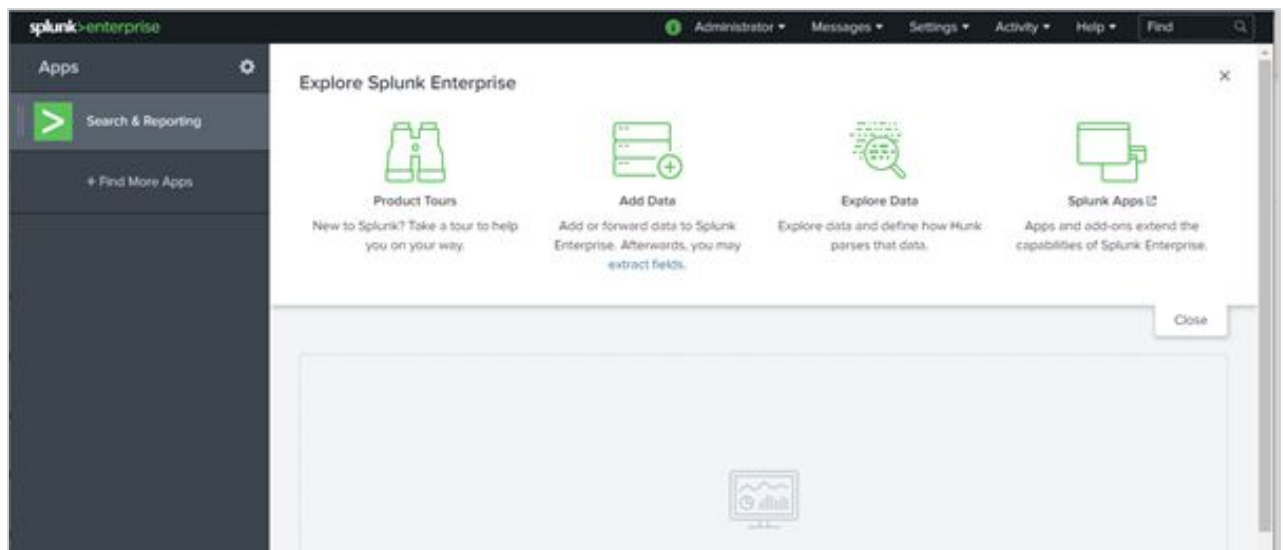 splunk>enterprise
Administrator
Messages
Settings
Activity
Help
Find
Apps
Search & Reporting
+ Find More Apps
Explore Splunk Enterprise
Product Tours
New to Splunk? Take a tour to help
you on your way.
Add Data
Add or forward data to Splunk
Enterprise. Afterwards, you may
extract fields.
Explore Data
Explore data and define how Hunk
parses that data.
Splunk Apps
Apps and add-ons extend the
capabilities of Splunk Enterprise.
Close